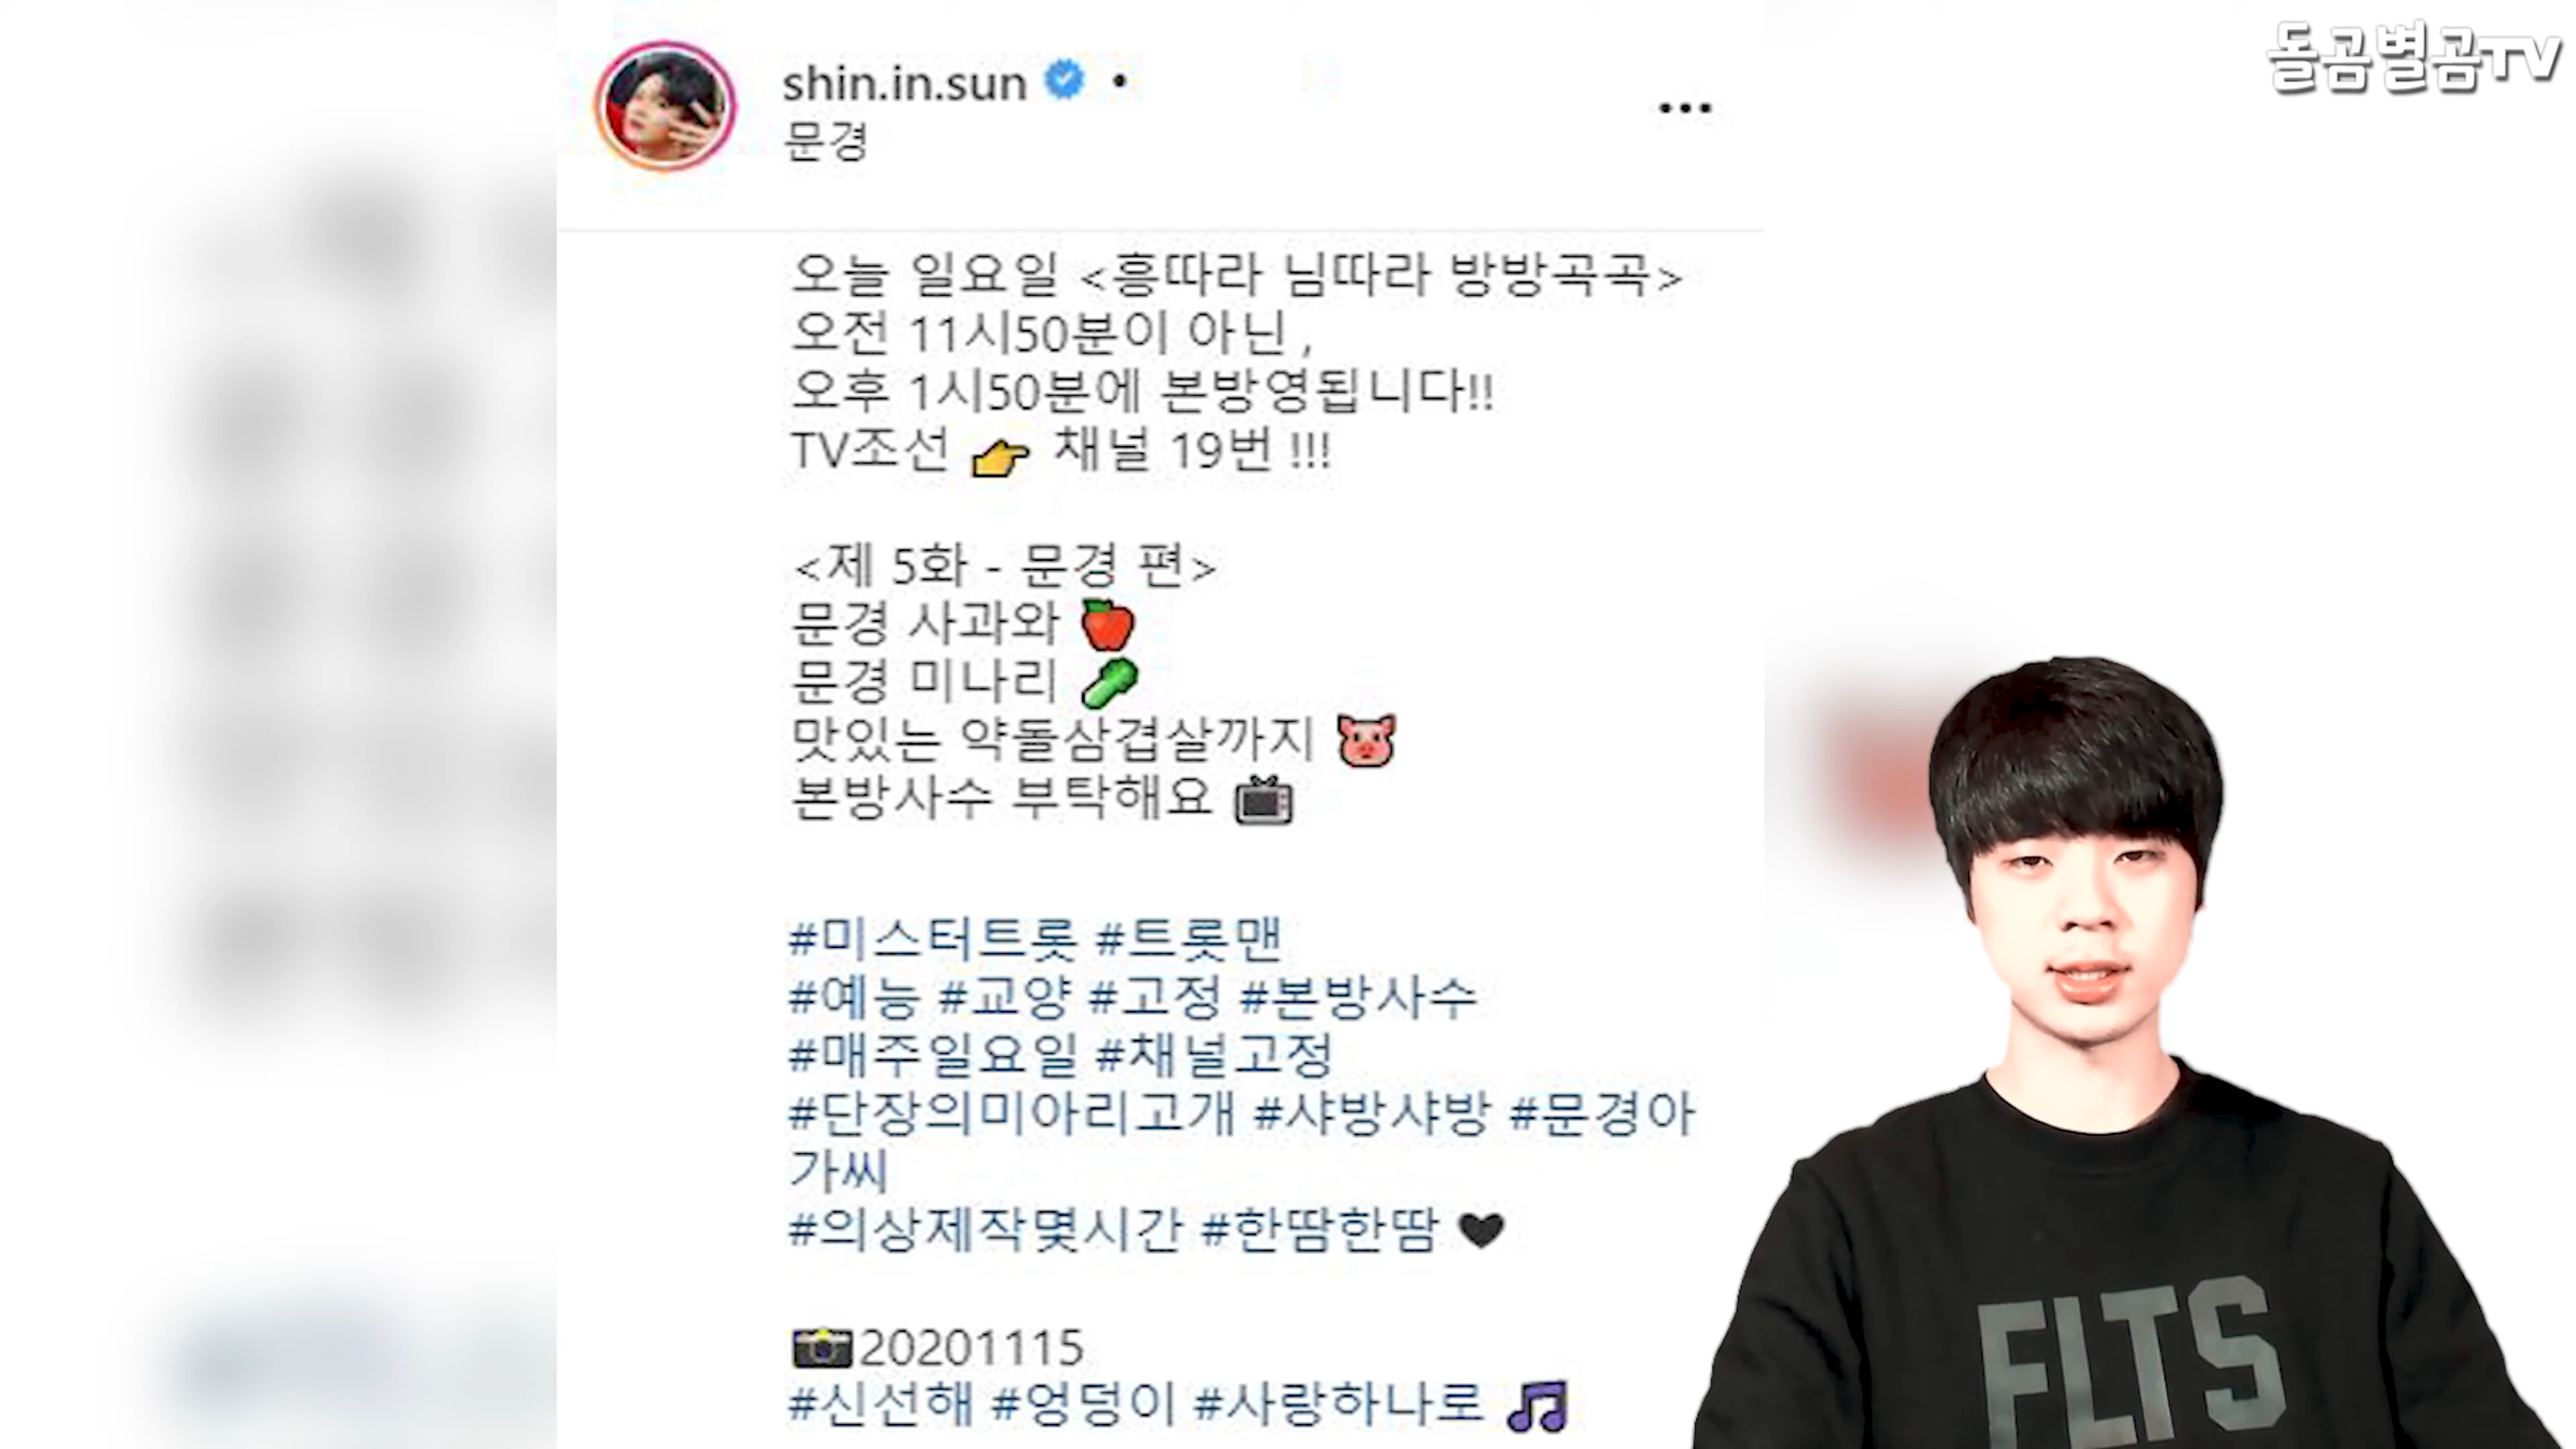 돌곰별곰TV
shin.in.sun •
문경
오늘 일요일 <흥따라 님따라 방방곡곡>
오전 11시50분이 아닌 ,
오후 1시50분에 본방영됩니다!!
TV조선 👉 채널 19번 !!!
<제 5화 - 문경 편>
문경 사과와 🍎
문경 미나리 🥒
맛있는 약돌삼겹살까지 🐷
본방사수 부탁해요 📺
#미스터트롯 #트롯맨
#예능 #교양 #고정 #본방사수
#매주일요일 #채널고정
#단장의미아리고개 #샤방샤방 #문경아
가씨
#의상제작몇시간 #한땀한땀 🖤
📸20201115
#신선해 #엉덩이 #사랑하나로 🎵
FLTS